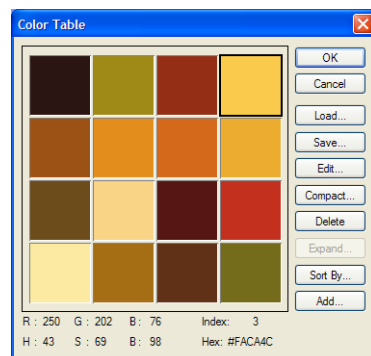 Color Table
OK
Cancel
Load...
Save...
Edit...
Compact...
Delete
Expand...
Sort By...
Add...
R : 250 G : 202 B : 76 Index: 3
H : 43 S : 69 B : 98 Hex: #FACA4C